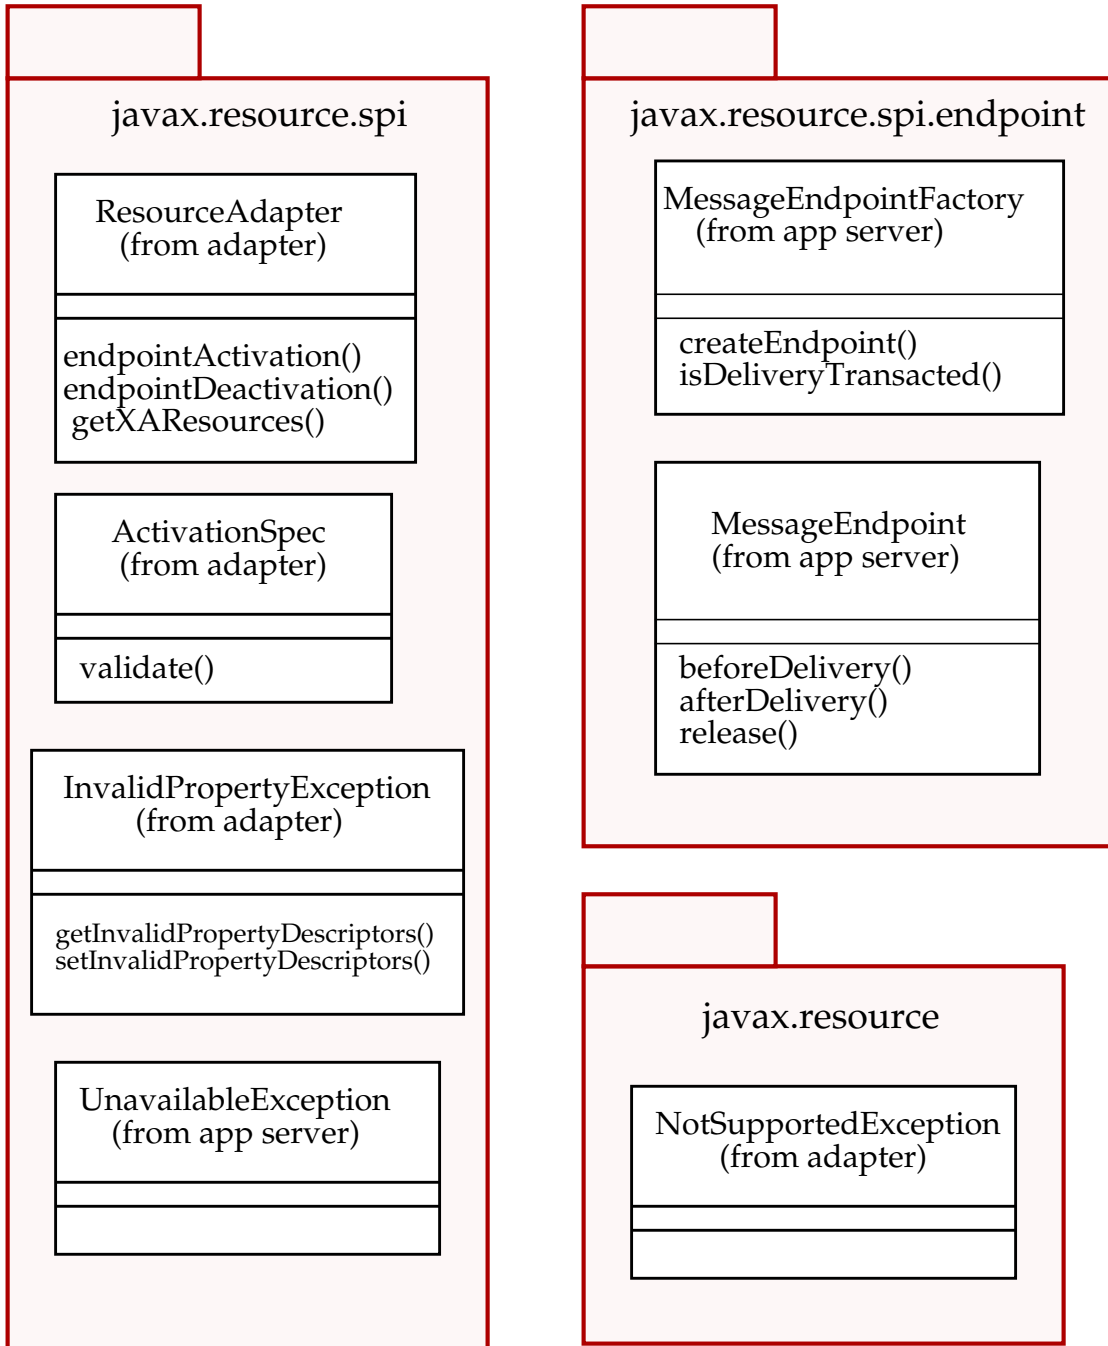 javax.resource.spi
ResourceAdapter
(from adapter)
endpointActivation()
endpointDeactivation()
getXAResources()
ActivationSpec
(from adapter)
validate()
InvalidPropertyException
(from adapter)
getInvalidPropertyDescriptors()
setInvalidPropertyDescriptors()
UnavailableException
(from app server)
javax.resource.spi.endpoint
MessageEndpointFactory
(from app server)
createEndpoint()
isDeliveryTransacted()
MessageEndpoint
(from app server)
beforeDelivery()
afterDelivery()
release()
javax.resource
NotSupportedException
(from adapter)